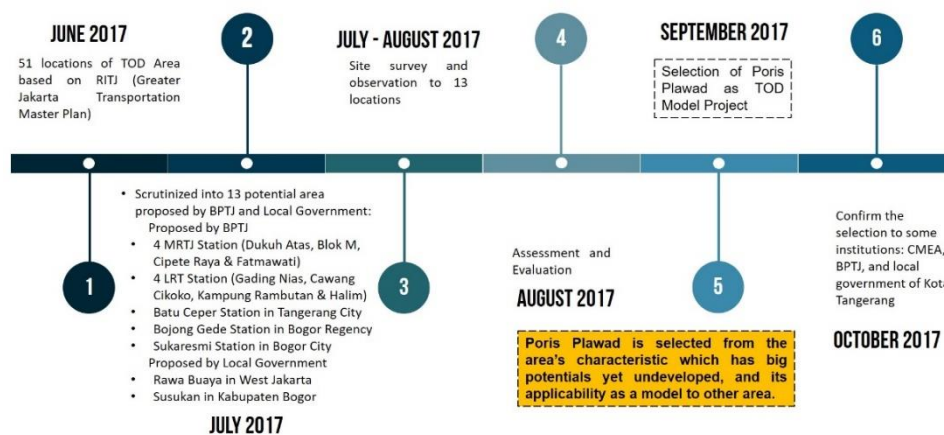 JUNE 2017
51 locations of TOD Area
based on RITJ (Greater
Jakarta Transportation
Master Plan)
1
2
• Scrutinized into 13 potential area
proposed by BPTJ and Local Government:
Proposed by BPTJ
• 4 MRTJ Station (Dukuh Atas, Blok M,
Cipete Raya & Fatmawati)
• 4 LRT Station (Gading Nias, Cawang
Cikoko, Kampung Rambutan & Halim)
• Batu Ceper Station in Tangerang City
• Bojong Gede Station in Bogor Regency
• Sukaresmi Station in Bogor City
Proposed by Local Government
• Rawa Buaya in West Jakarta
• Susukan in Kabupaten Bogor
JULY 2017
JULY - AUGUST 2017
Site survey and
observation to 13
locations
3
4
Assessment and
Evaluation
AUGUST 2017
SEPTEMBER 2017
Selection of Poris
Plawad as TOD
Model Project
5
Poris Plawad is selected from the
area's characteristic which has big
potentials yet undeveloped, and its
applicability as a model to other area.
6
Confirm the
selection to some
institutions: CMEA,
BPTJ, and local
government of Kota
Tangerang
OCTOBER 2017